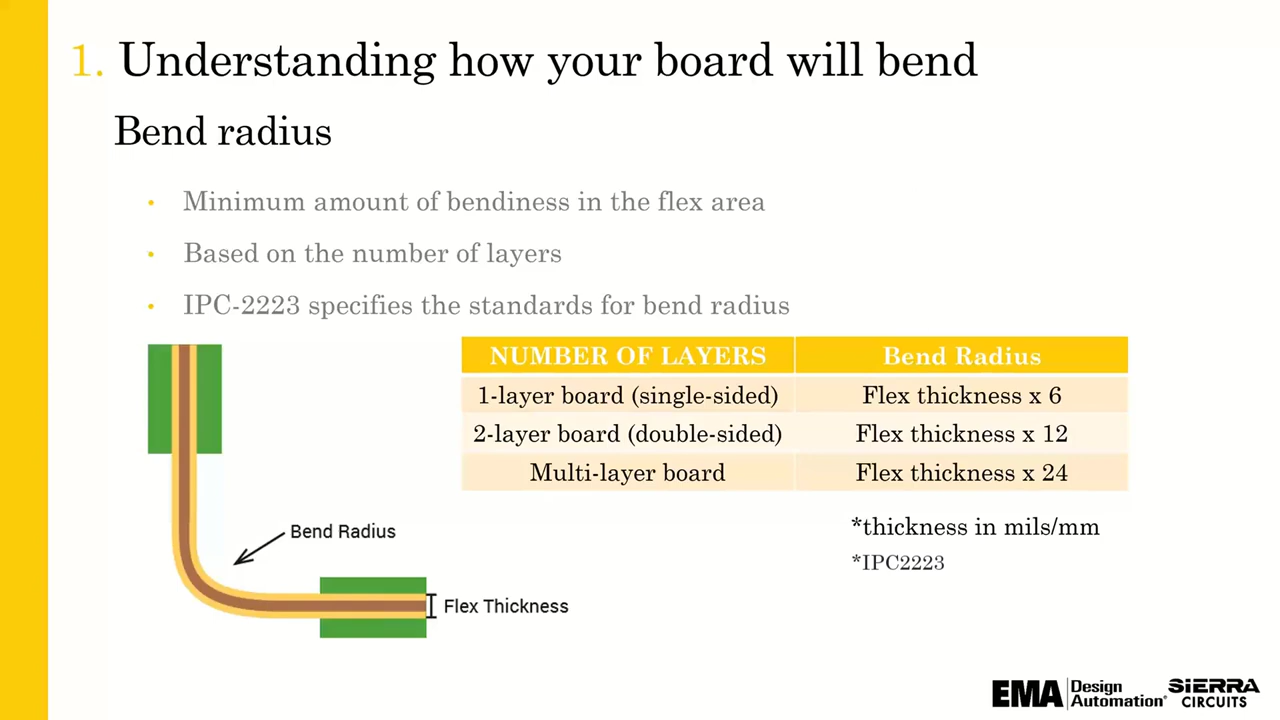 1. Understanding how your board will bend
Bend radius
• Minimum amount of bendiness in the flex area
• Based on the number of layers
• IPC-2223 specifies the standards for bend radius
NUMBER OF LAYERS Bend Radius
1-layer board (single-sided) Flex thickness x 6
2-layer board (double-sided) Flex thickness x 12
Multi-layer board Flex thickness x 24
*thickness in mils/mm
*IPC2223
Bend Radius
Flex Thickness
EMA Design Automation®
SIERRA CIRCUITS